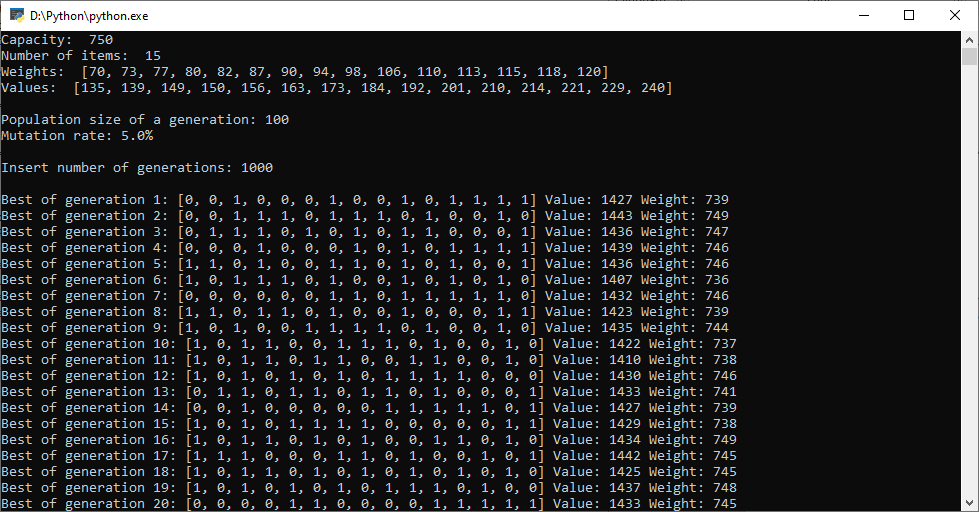 D:\Python\python.exe
Capacity:  750
Number of items:  15
Weights:  [70, 73, 77, 80, 82, 87, 90, 94, 98, 106, 110, 113, 115, 118, 120]
Values:  [135, 139, 149, 150, 156, 163, 173, 184, 192, 201, 210, 214, 221, 229, 240]
Population size of a generation: 100
Mutation rate: 5.0%
Insert number of generations: 1000
Best of generation 1: [0, 0, 1, 0, 0, 0, 1, 0, 0, 1, 0, 1, 1, 1, 1] Value: 1427 Weight: 739
Best of generation 2: [0, 0, 1, 1, 1, 0, 1, 1, 1, 0, 1, 0, 0, 1, 0] Value: 1443 Weight: 749
Best of generation 3: [0, 1, 1, 1, 0, 1, 0, 1, 0, 1, 1, 0, 0, 0, 1] Value: 1436 Weight: 747
Best of generation 4: [0, 0, 0, 1, 0, 0, 0, 1, 0, 1, 0, 1, 1, 1, 1] Value: 1439 Weight: 746
Best of generation 5: [1, 1, 0, 1, 0, 0, 1, 1, 0, 1, 0, 1, 0, 0, 1] Value: 1436 Weight: 746
Best of generation 6: [1, 0, 1, 1, 1, 0, 1, 0, 0, 1, 1, 0, 1, 0, 0] Value: 1407 Weight: 736
Best of generation 7: [0, 0, 0, 0, 0, 0, 1, 1, 0, 1, 1, 1, 1, 1, 0] Value: 1432 Weight: 746
Best of generation 8: [1, 1, 0, 1, 0, 1, 1, 1, 0, 1, 0, 0, 0, 1, 1] Value: 1423 Weight: 739
Best of generation 9: [1, 0, 1, 0, 0, 1, 1, 1, 1, 0, 1, 0, 0, 1, 0] Value: 1435 Weight: 744
Best of generation 10: [1, 0, 1, 1, 0, 0, 1, 1, 1, 0, 1, 0, 0, 1, 0] Value: 1422 Weight: 737
Best of generation 11: [1, 0, 1, 1, 0, 1, 1, 0, 0, 1, 1, 0, 0, 1, 0] Value: 1410 Weight: 738
Best of generation 12: [1, 0, 1, 0, 1, 0, 1, 0, 1, 1, 1, 1, 0, 0, 0] Value: 1430 Weight: 746
Best of generation 13: [0, 1, 1, 0, 1, 1, 0, 1, 1, 0, 1, 0, 0, 0, 1] Value: 1433 Weight: 741
Best of generation 14: [0, 0, 1, 0, 0, 0, 0, 0, 1, 1, 1, 1, 1, 0, 1] Value: 1427 Weight: 739
Best of generation 15: [1, 0, 1, 0, 1, 1, 1, 1, 0, 0, 0, 0, 0, 1, 1] Value: 1429 Weight: 738
Best of generation 16: [1, 0, 1, 1, 0, 1, 0, 1, 0, 0, 1, 1, 0, 1, 0] Value: 1434 Weight: 749
Best of generation 17: [1, 1, 1, 0, 0, 0, 1, 1, 0, 1, 0, 0, 1, 0, 1] Value: 1442 Weight: 745
Best of generation 18: [1, 0, 1, 1, 0, 1, 0, 1, 0, 1, 0, 1, 0, 1, 0] Value: 1425 Weight: 745
Best of generation 19: [1, 0, 1, 0, 1, 0, 1, 0, 1, 1, 1, 0, 1, 0, 0] Value: 1437 Weight: 748
Best of generation 20: [0, 0, 0, 0, 1, 1, 0, 0, 0, 0, 1, 1, 1, 1, 1] Value: 1433 Weight: 745